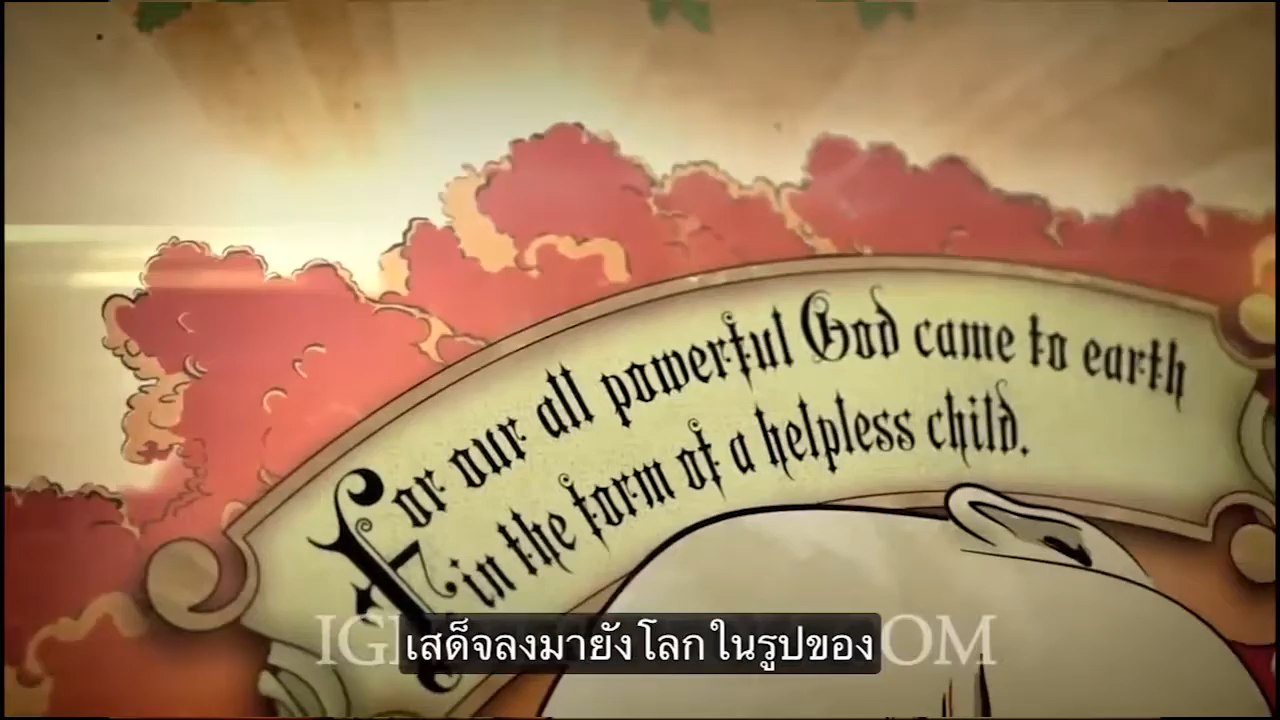 For our all powerful God came to earth
in the form of a helpless child.
เสด็จลงมายังโลกในรูปของ